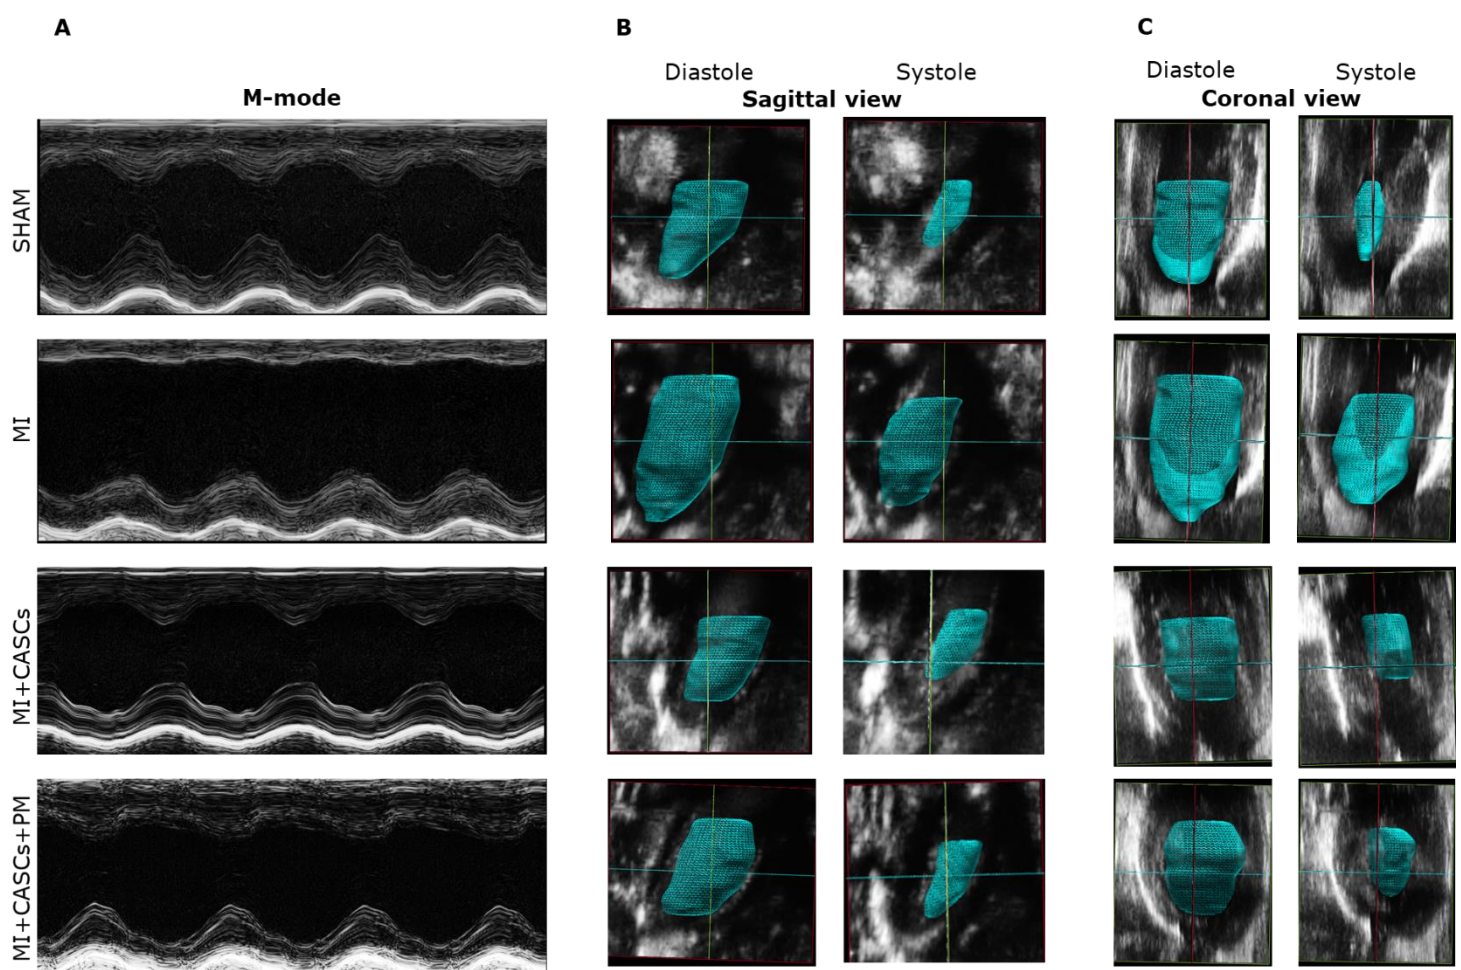 A
B
C
Diastole
Systole
Diastole
Systole
M-mode
Sagittal view
Coronal view
SHAM
MI
MI+CASCs
MI+CASCs+PM